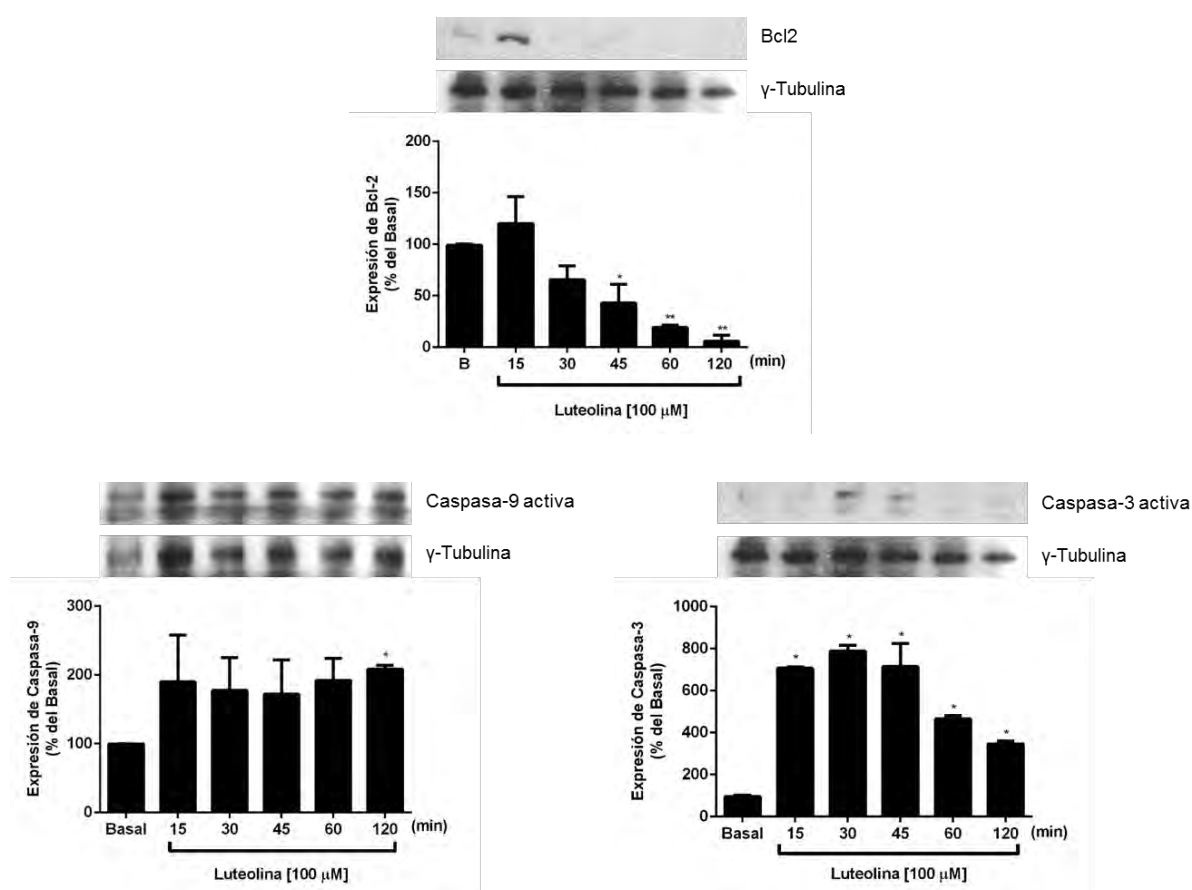 Bcl2
γ-Tubulina
Expresión de Bcl-2
(% del Basal)
200
150
100
50
0
B 15 30 45 60 120 (min)
* ** **
Luteolina [100 μM]
Caspasa-9 activa
γ-Tubulina
Expresión de Caspasa-9
(% del Basal)
300
200
100
0
*
Basal 15 30 45 60 120 (min)
Luteolina [100 μM]
Caspasa-3 activa
γ-Tubulina
Expresión de Caspasa-3
(% del Basal)
1000
800
600
400
200
0
* * * * *
Basal 15 30 45 60 120 (min)
Luteolina [100 μM]